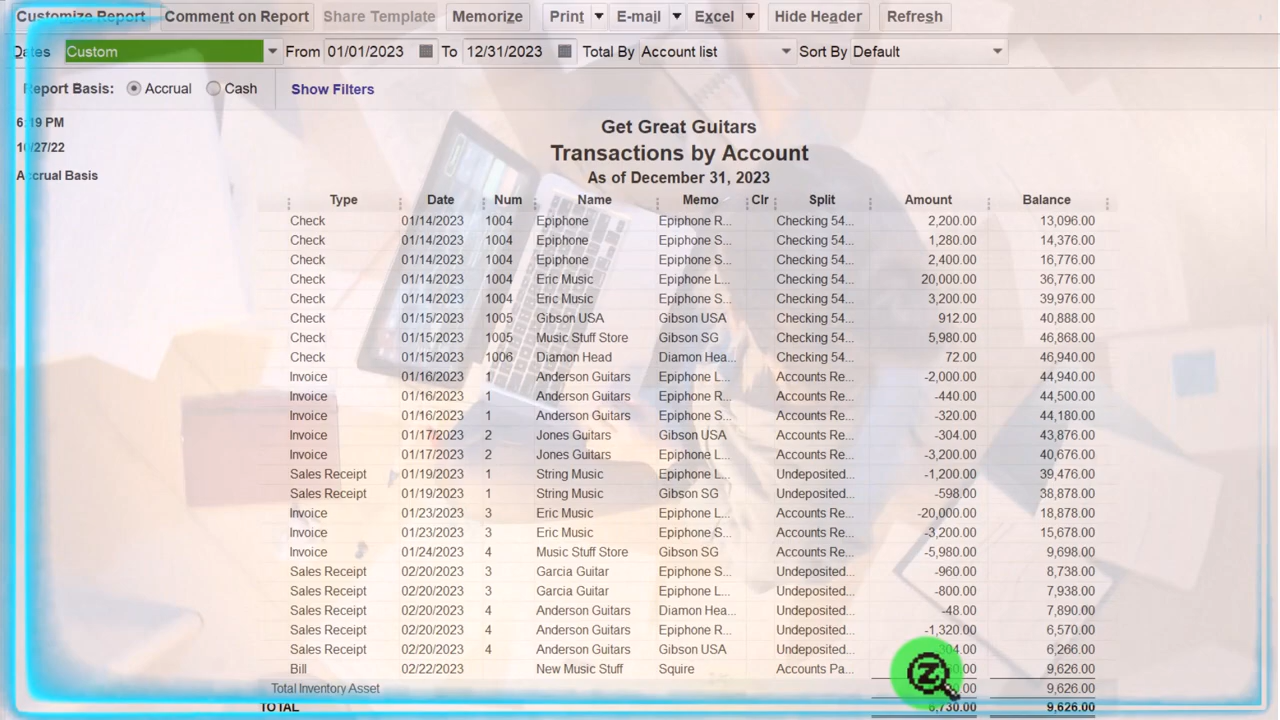 Customize Report Comment on Report Share Template Memorize Print E-mail Excel Hide Header Refresh
Dates Custom From 01/01/2023 To 12/31/2023 Total By Account list Sort By Default
Report Basis: Accrual Cash Show Filters
6:19 PM
10/27/22
Accrual Basis
Get Great Guitars
Transactions by Account
As of December 31, 2023
Type Date Num Name Memo Clr Split Amount Balance
Check 01/14/2023 1004 Epiphone Epiphone R... Checking 54... 2,200.00 13,096.00
Check 01/14/2023 1004 Epiphone Epiphone S... Checking 54... 1,280.00 14,376.00
Check 01/14/2023 1004 Epiphone Epiphone S... Checking 54... 2,400.00 16,776.00
Check 01/14/2023 1004 Eric Music Epiphone L... Checking 54... 20,000.00 36,776.00
Check 01/14/2023 1004 Eric Music Epiphone S... Checking 54... 3,200.00 39,976.00
Check 01/15/2023 1005 Gibson USA Gibson USA Checking 54... 912.00 40,888.00
Check 01/15/2023 1005 Music Stuff Store Gibson SG Checking 54... 5,980.00 46,868.00
Check 01/15/2023 1006 Diamon Head Diamon Hea... Checking 54... 72.00 46,940.00
Invoice 01/16/2023 1 Anderson Guitars Epiphone L... Accounts Re... -2,000.00 44,940.00
Invoice 01/16/2023 1 Anderson Guitars Epiphone R... Accounts Re... -440.00 44,500.00
Invoice 01/16/2023 1 Anderson Guitars Epiphone S... Accounts Re... -320.00 44,180.00
Invoice 01/17/2023 2 Jones Guitars Gibson USA Accounts Re... -304.00 43,876.00
Invoice 01/17/2023 2 Jones Guitars Epiphone L... Accounts Re... -3,200.00 40,676.00
Sales Receipt 01/19/2023 1 String Music Epiphone L... Undeposited... -1,200.00 39,476.00
Sales Receipt 01/19/2023 1 String Music Gibson SG Undeposited... -598.00 38,878.00
Invoice 01/23/2023 3 Eric Music Epiphone L... Accounts Re... -20,000.00 18,878.00
Invoice 01/23/2023 3 Eric Music Epiphone S... Accounts Re... -3,200.00 15,678.00
Invoice 01/24/2023 4 Music Stuff Store Gibson SG Accounts Re... -5,980.00 9,698.00
Sales Receipt 02/20/2023 3 Garcia Guitar Epiphone S... Undeposited... -960.00 8,738.00
Sales Receipt 02/20/2023 3 Garcia Guitar Epiphone L... Undeposited... -800.00 7,938.00
Sales Receipt 02/20/2023 4 Anderson Guitars Diamon Hea... Undeposited... -48.00 7,890.00
Sales Receipt 02/20/2023 4 Anderson Guitars Epiphone R... Undeposited... -1,320.00 6,570.00
Sales Receipt 02/20/2023 4 Anderson Guitars Gibson USA Undeposited... 6,266.00
Bill 02/22/2023 New Music Stuff Squire Accounts Pa... 9,626.00
Total Inventory Asset 9,626.00
TOTAL 9,626.00